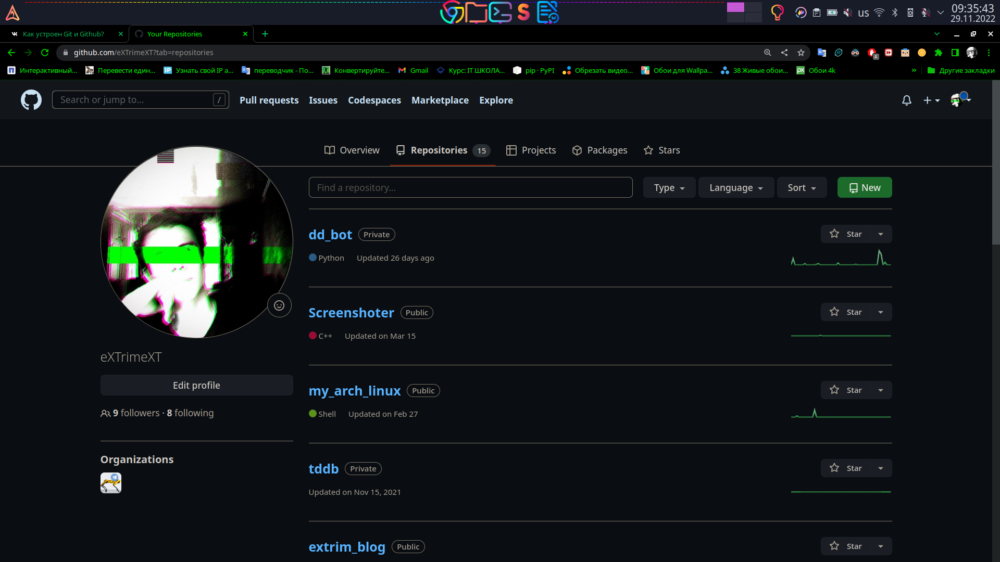 us
09:35:43
29.11.2022
Как устроен Git и Github?
Your Repositories
github.com/eXTrimeXT?tab=repositories
4
Интерактивный...
Перевести един...
Узнать свой IP а...
переводчик - По...
Конвертируйте...
Gmail
Курс: IT ШКОЛА...
pip · PyPI
Обрезать видео...
Обои для Wallpa...
38 Живые обои...
Обои 4k
»
Другие закладки
Search or jump to...
/
Pull requests
Issues
Codespaces
Marketplace
Explore
Overview
Repositories 15
Projects
Packages
Stars
Find a repository...
Type
Language
Sort
New
dd_bot Private
Star
Python Updated 26 days ago
Screenshoter Public
Star
C++ Updated on Mar 15
eXTrimeXT
Edit profile
9 followers · 8 following
Organizations
my_arch_linux Public
Star
Shell Updated on Feb 27
tddb Private
Star
Updated on Nov 15, 2021
extrim_blog Public
Star